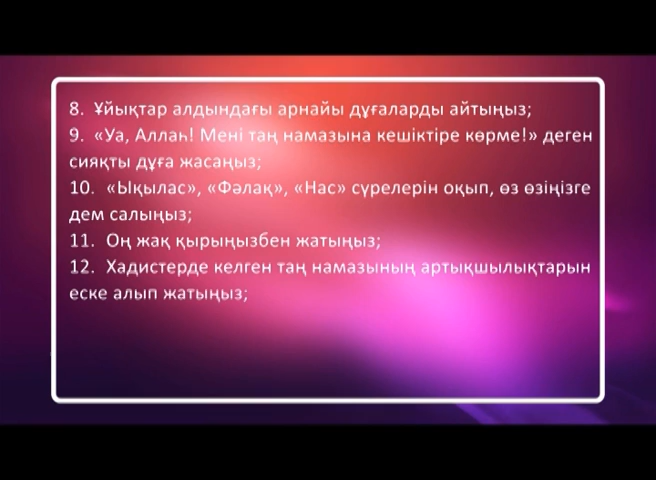 8. Ұйықтар алдындағы арнайы дұғаларды айтыңыз;
9. «Уа, Аллаһ! Мені таң намазына кешіктіре көрме!» деген
сияқты дұға жасаңыз;
10. «Ықылас», «Фәлақ», «Нас» сүрелерін оқып, өз өзіңізге
дем салыңыз;
11. Оң жақ қырыңызбен жатыңыз;
12. Хадистерде келген таң намазының артықшылықтарын
еске алып жатыңыз;